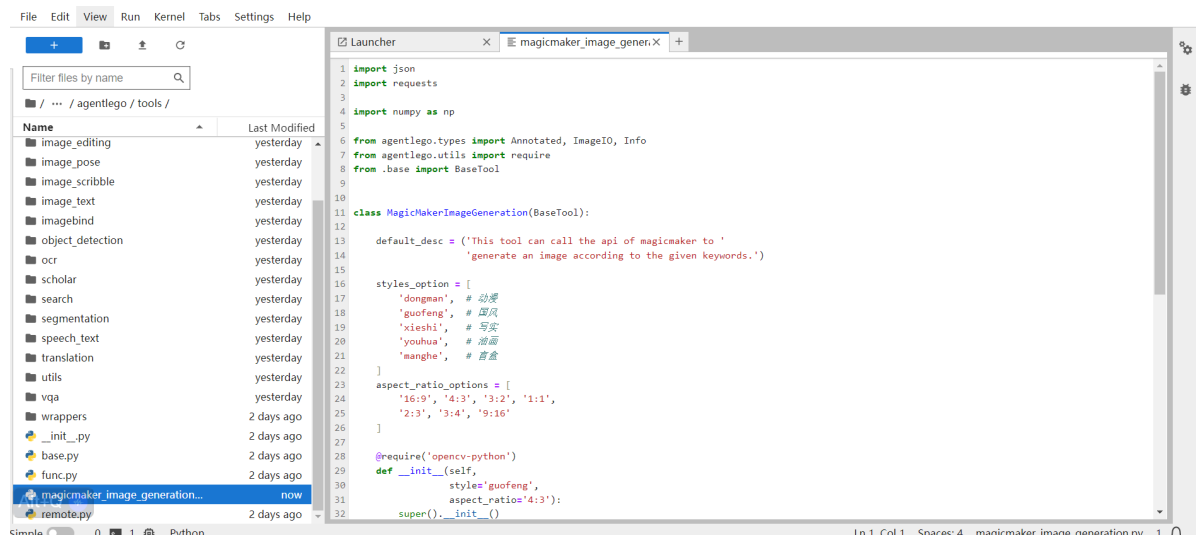 File Edit View Run Kernel Tabs Settings Help
+
Filter files by name
/ ··· / agentlego / tools /
Name Last Modified
image_editing yesterday
image_pose yesterday
image_scribble yesterday
image_text yesterday
imagebind yesterday
object_detection yesterday
ocr yesterday
scholar yesterday
search yesterday
segmentation yesterday
speech_text yesterday
translation yesterday
utils yesterday
vqa yesterday
wrappers 2 days ago
__init__.py 2 days ago
base.py 2 days ago
func.py 2 days ago
magicmaker_image_generation... now
remote.py 2 days ago
Launcher × magicmaker_image_gener × +
1 import json
2 import requests
3
4 import numpy as np
5
6 from agentlego.types import Annotated, ImageIO, Info
7 from agentlego.utils import require
8 from .base import BaseTool
9
10
11 class MagicMakerImageGeneration(BaseTool):
12
13 default_desc = ('This tool can call the api of magicmaker to '
14 'generate an image according to the given keywords.')
15
16 styles_option = [
17 'dongman', # 动漫
18 'guofeng', # 国风
19 'xieshi', # 写实
20 'youhua', # 油画
21 'manghe', # 盲盒
22 ]
23 aspect_ratio_options = [
24 '16:9', '4:3', '3:2', '1:1',
25 '2:3', '3:4', '9:16'
26 ]
27
28 @require('opencv-python')
29 def __init__(self,
30 style='guofeng',
31 aspect_ratio='4:3'):
32 super().__init__()
Simple 0 1 Python Ln 1, Col 1 Spaces: 4 magicmaker_image_generation.py 1